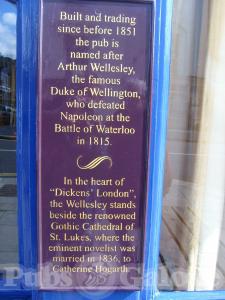 Built and trading
since before 1851
the pub is
named after
Arthur Wellesley,
the famous
Duke of Wellington,
who defeated
Napoleon at the
Battle of Waterloo
in 1815.
In the heart of
"Dickens' London",
the Wellesley stands
beside the renowned
Gothic Cathedral of
St. Lukes, where the
eminent novelist was
married in 1836, to
Catherine Hogarth.